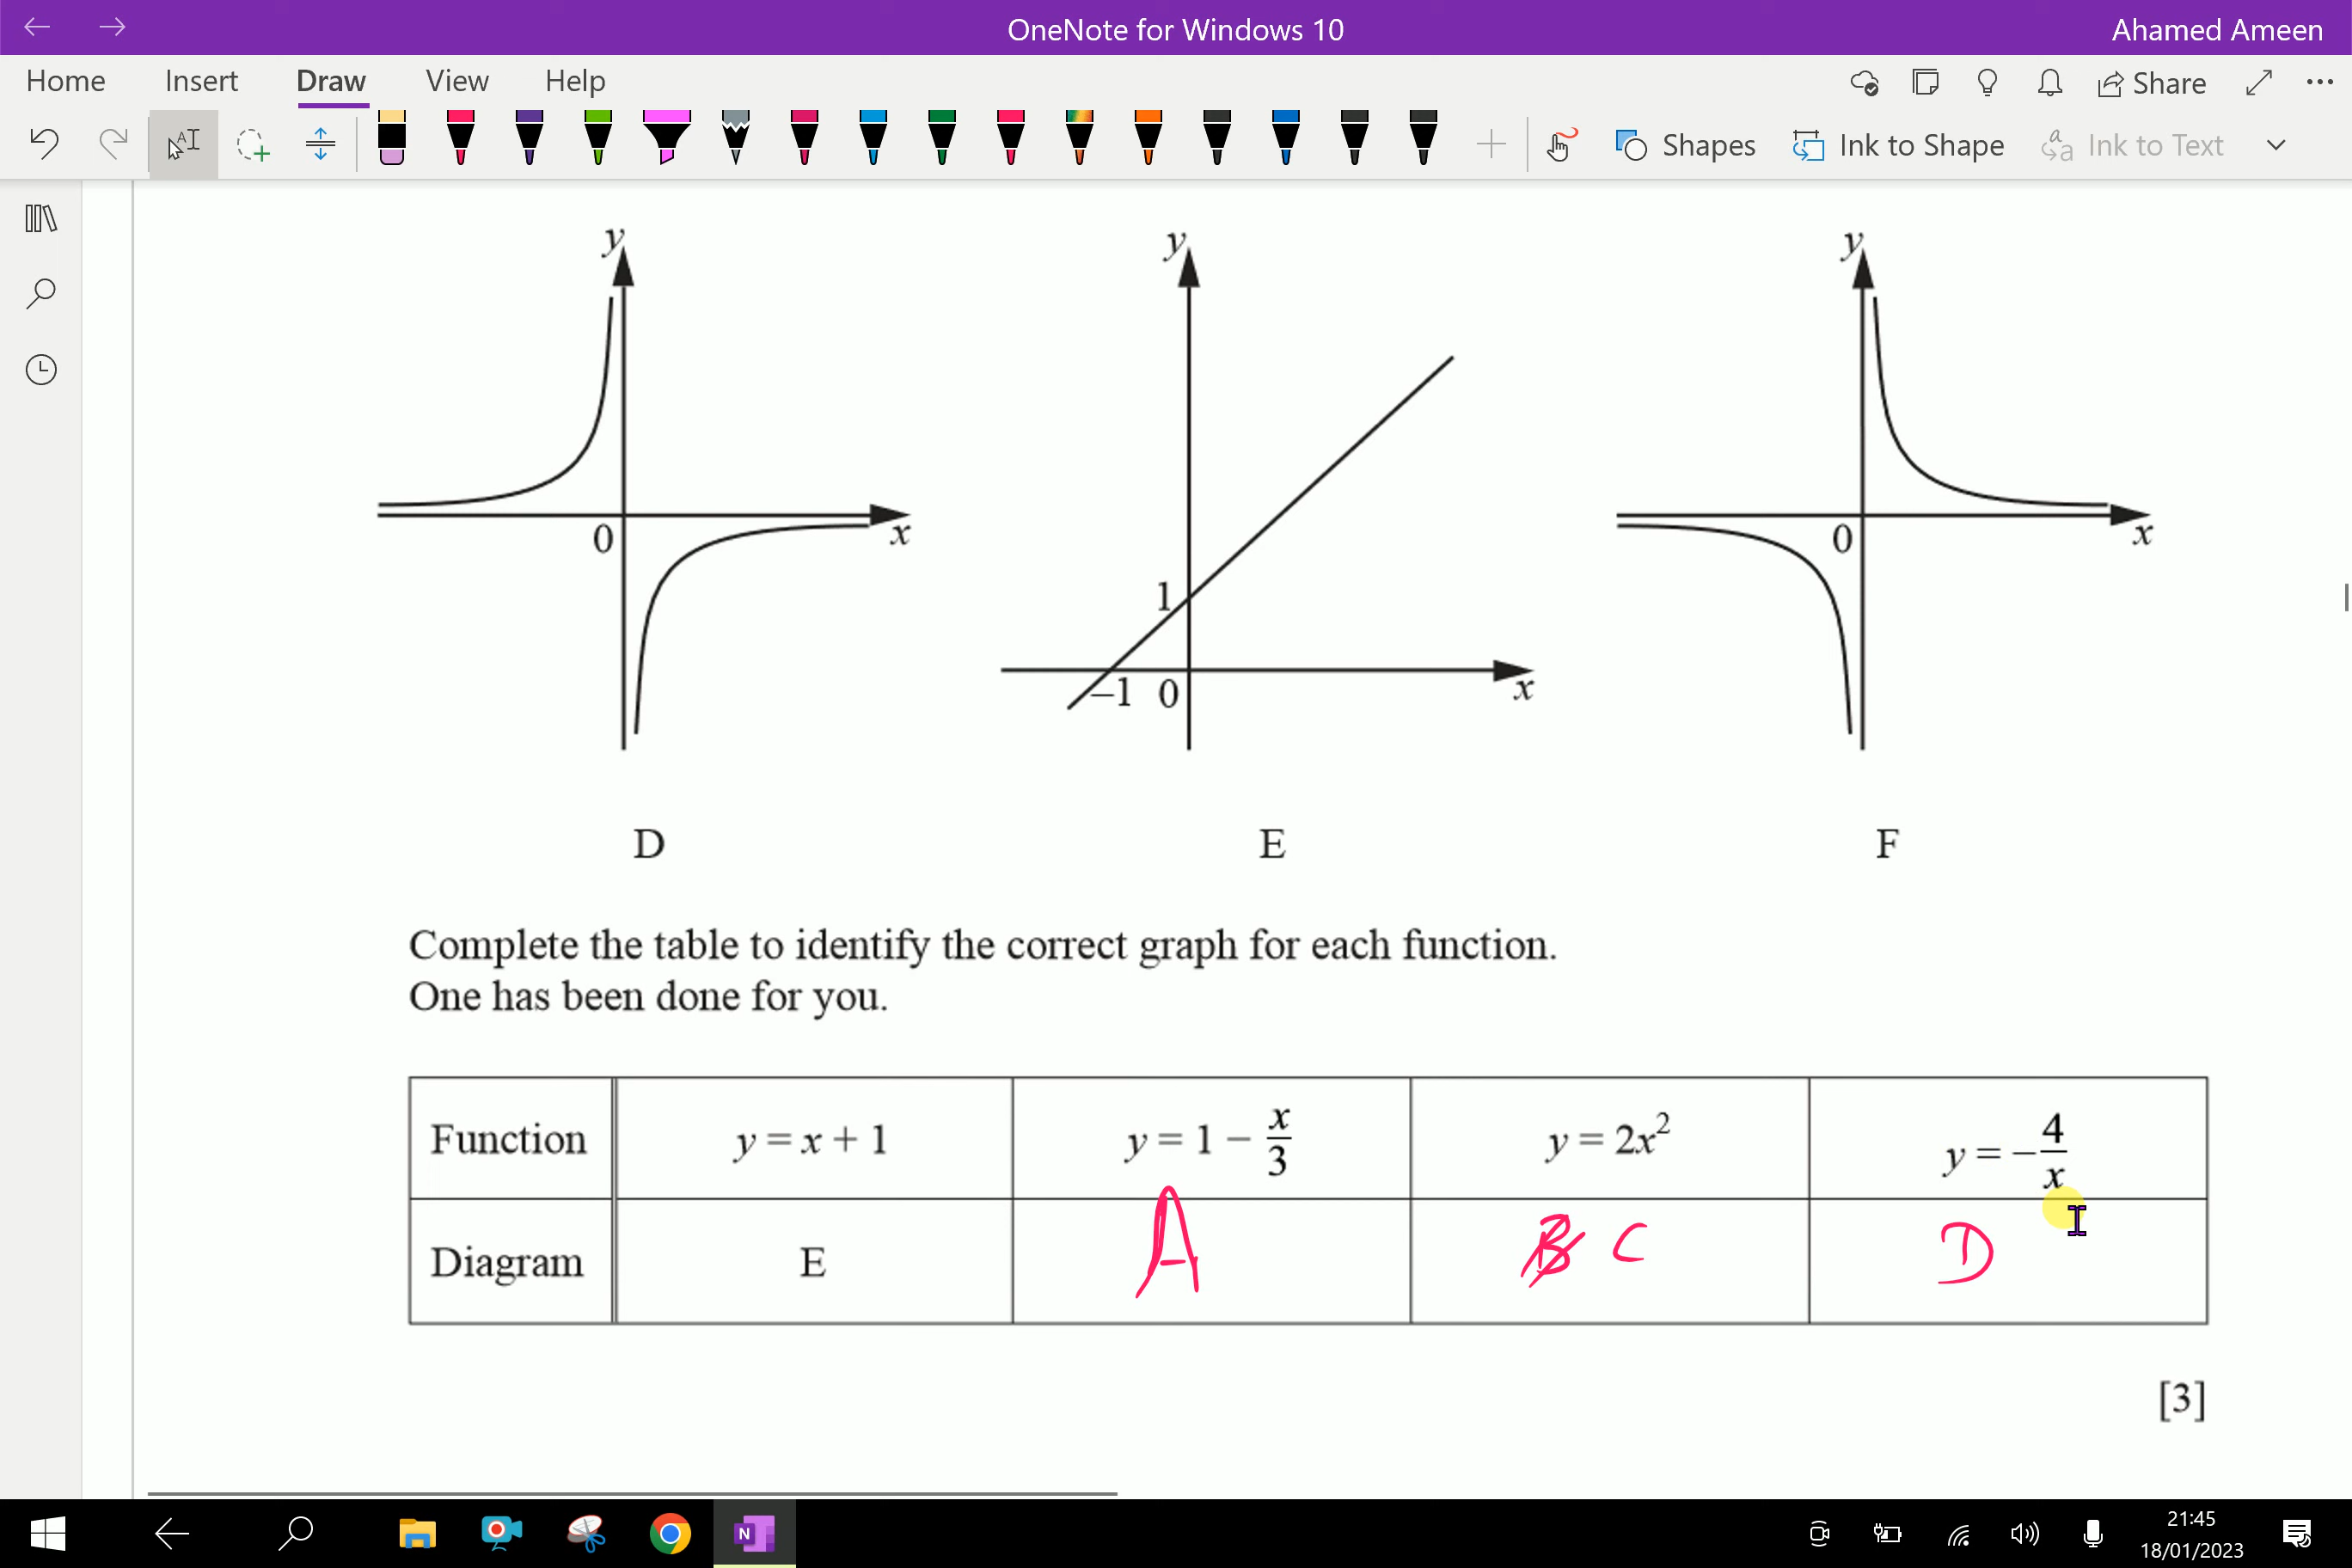 OneNote for Windows 10
Ahamed Ameen
Home Insert Draw View Help
Share
Shapes Ink to Shape Ink to Text
y y y
0 x
1
-1 0 x
0 x
D E F
Complete the table to identify the correct graph for each function.
One has been done for you.
Function y = x + 1 y = 1 − x/3 y = 2x² y = −4/x
Diagram E A B C D
[3]
21:45
18/01/2023